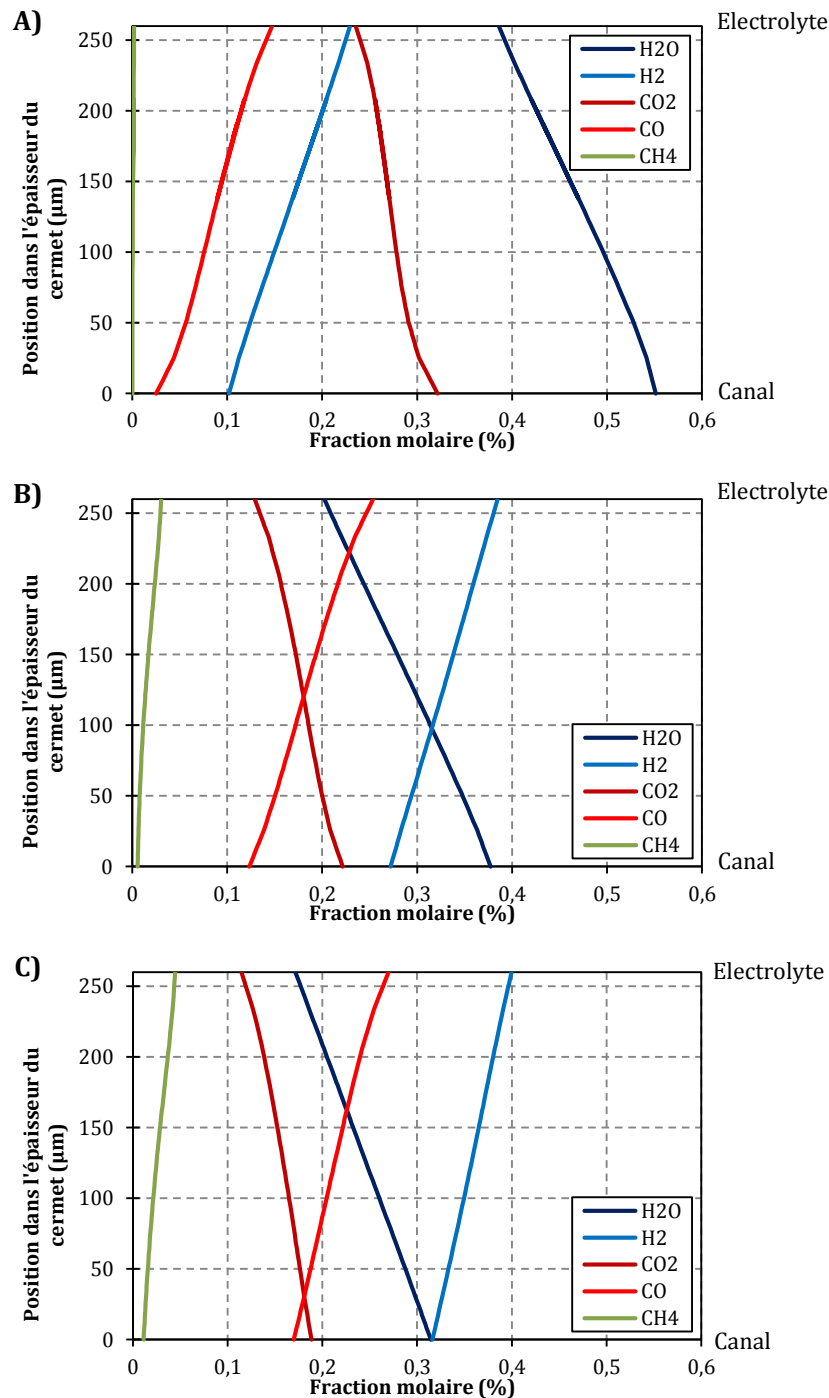 A)
Electrolyte
Position dans l'épaisseur du
cermet (µm)
250
200
150
100
50
0
H2O
H2
CO2
CO
CH4
Canal
0 0,1 0,2 0,3 0,4 0,5 0,6
Fraction molaire (%)
B)
Electrolyte
Position dans l'épaisseur du
cermet (µm)
250
200
150
100
50
0
H2O
H2
CO2
CO
CH4
Canal
0 0,1 0,2 0,3 0,4 0,5 0,6
Fraction molaire (%)
C)
Electrolyte
Position dans l'épaisseur du
cermet (µm)
250
200
150
100
50
0
H2O
H2
CO2
CO
CH4
Canal
0 0,1 0,2 0,3 0,4 0,5 0,6
Fraction molaire (%)